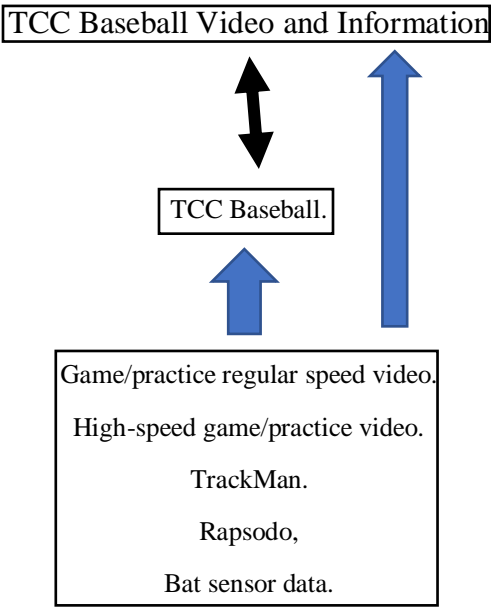 TCC Baseball Video and Information
TCC Baseball.
Game/practice regular speed video.
High-speed game/practice video.
TrackMan.
Rapsodo,
Bat sensor data.